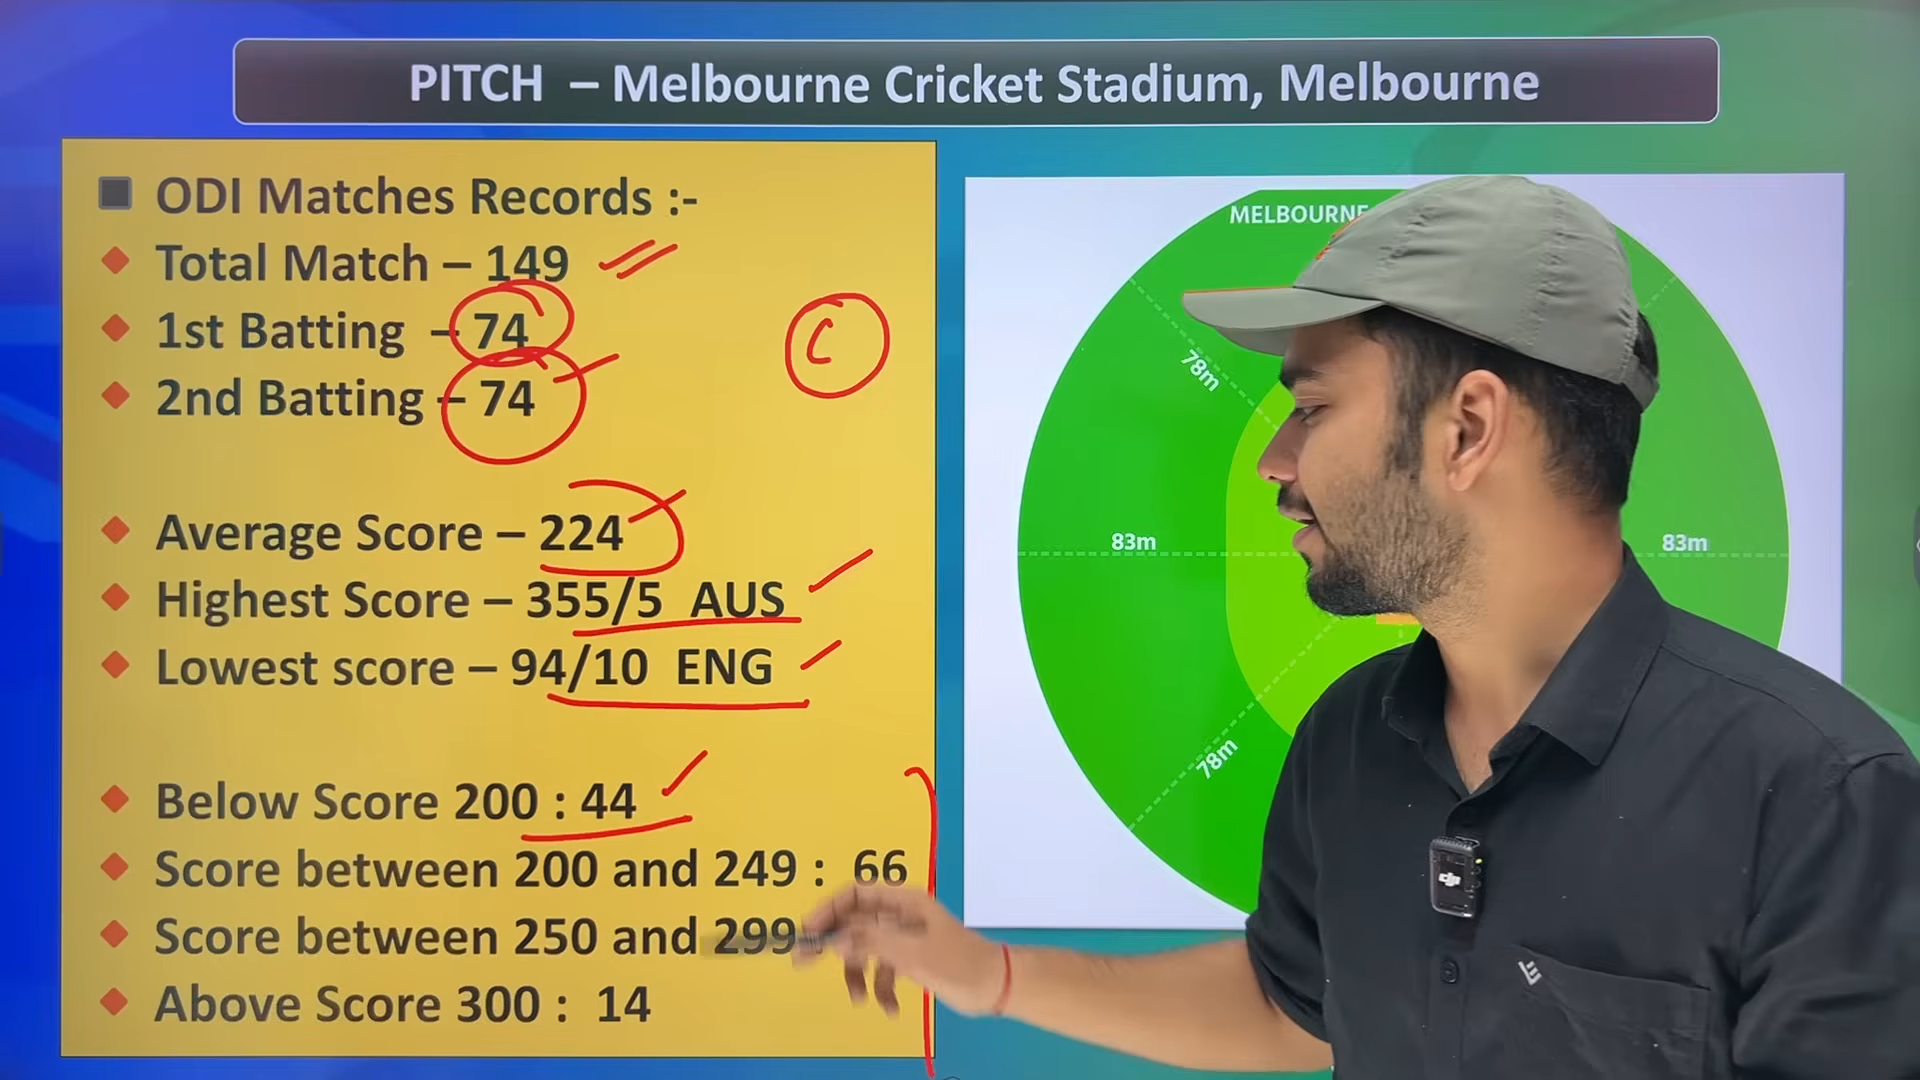 PITCH – Melbourne Cricket Stadium, Melbourne
ODI Matches Records :-
Total Match – 149
1st Batting – 74
2nd Batting – 74
C
Average Score – 224
Highest Score – 355/5 AUS
Lowest score – 94/10 ENG
Below Score 200 : 44
Score between 200 and 249 : 66
Score between 250 and 299
Above Score 300 : 14
MELBOURNE
78m
83m
83m
78m
dji